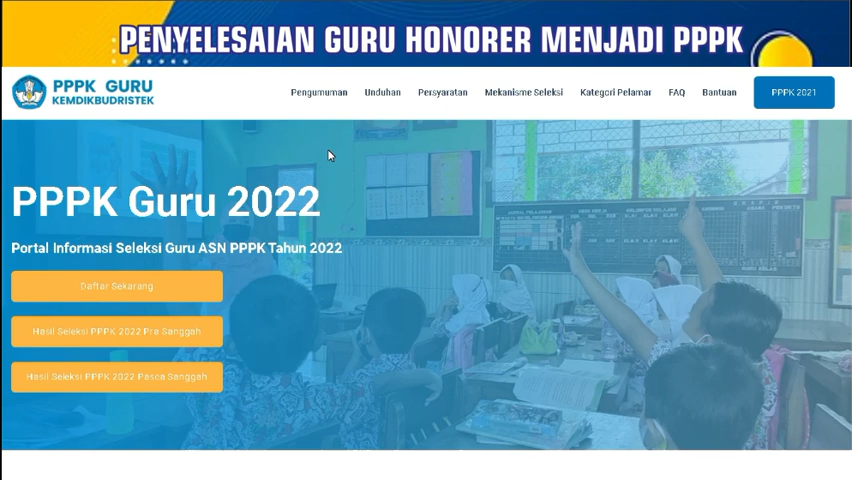 PENYELESAIAN GURU HONORER MENJADI PPPK
PPPK GURU
KEMDIKBUDRISTEK
Pengumuman Unduhan Persyaratan Mekanisme Seleksi Kategori Pelamar FAQ Bantuan PPPK 2021
PPPK Guru 2022
Portal Informasi Seleksi Guru ASN PPPK Tahun 2022
Daftar Sekarang
Hasil Seleksi PPPK 2022 Pra Sanggah
Hasil Seleksi PPPK 2022 Pasca Sanggah